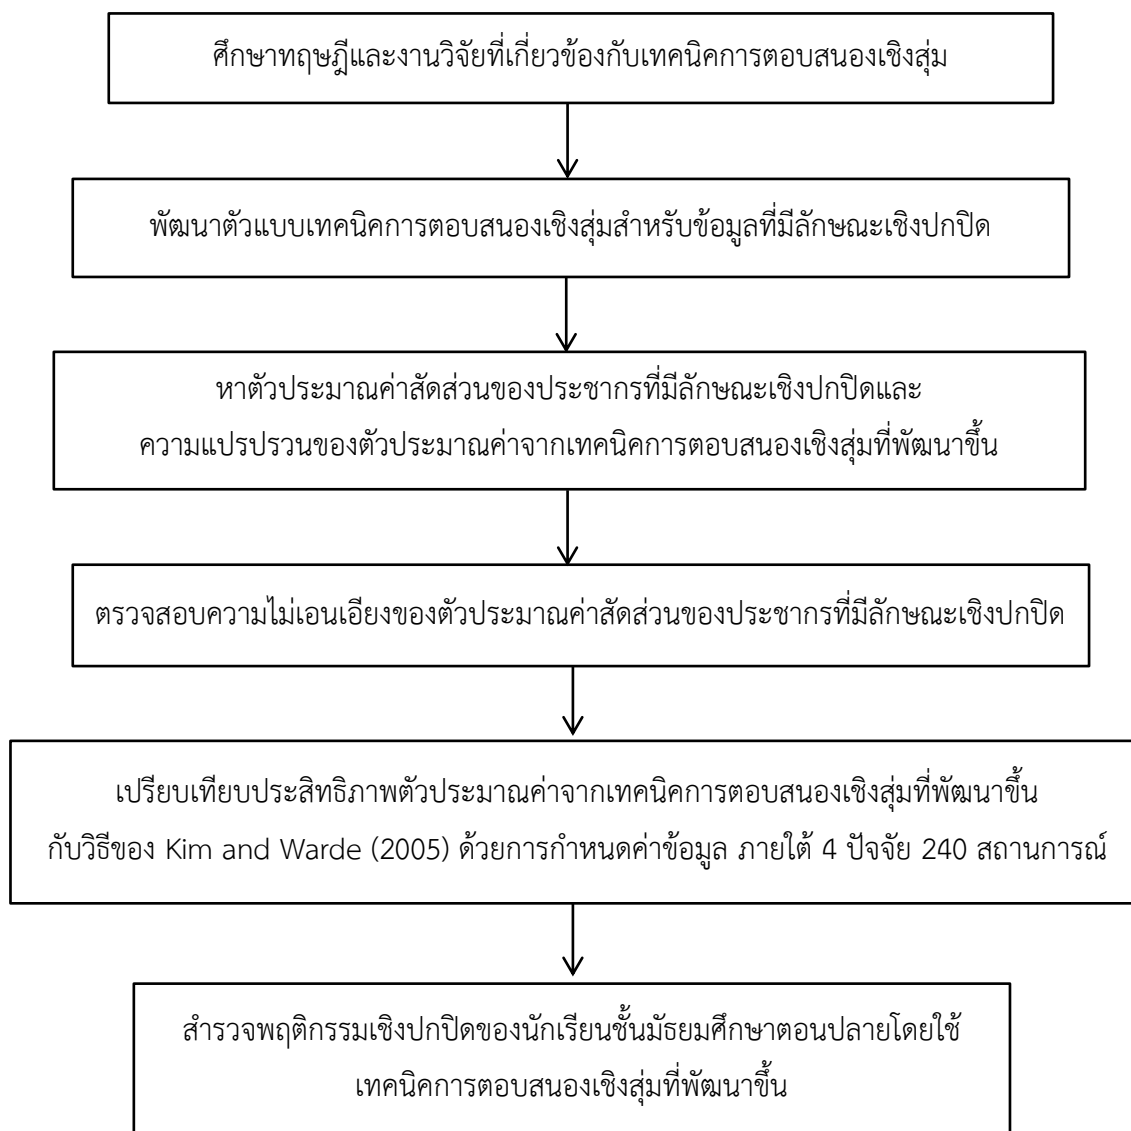 ศึกษาทฤษฎีและงานวิจัยที่เกี่ยวข้องกับเทคนิคการตอบสนองเชิงสุ่ม
พัฒนาตัวแบบเทคนิคการตอบสนองเชิงสุ่มสำหรับข้อมูลที่มีลักษณะเชิงปกปิด
หาตัวประมาณค่าสัดส่วนของประชากรที่มีลักษณะเชิงปกปิดและ
ความแปรปรวนของตัวประมาณค่าจากเทคนิคการตอบสนองเชิงสุ่มที่พัฒนาขึ้น
ตรวจสอบความไม่เอนเอียงของตัวประมาณค่าสัดส่วนของประชากรที่มีลักษณะเชิงปกปิด
เปรียบเทียบประสิทธิภาพตัวประมาณค่าจากเทคนิคการตอบสนองเชิงสุ่มที่พัฒนาขึ้น
กับวิธีของ Kim and Warde (2005) ด้วยการกำหนดค่าข้อมูล ภายใต้ 4 ปัจจัย 240 สถานการณ์
สำรวจพฤติกรรมเชิงปกปิดของนักเรียนชั้นมัธยมศึกษาตอนปลายโดยใช้
เทคนิคการตอบสนองเชิงสุ่มที่พัฒนาขึ้น